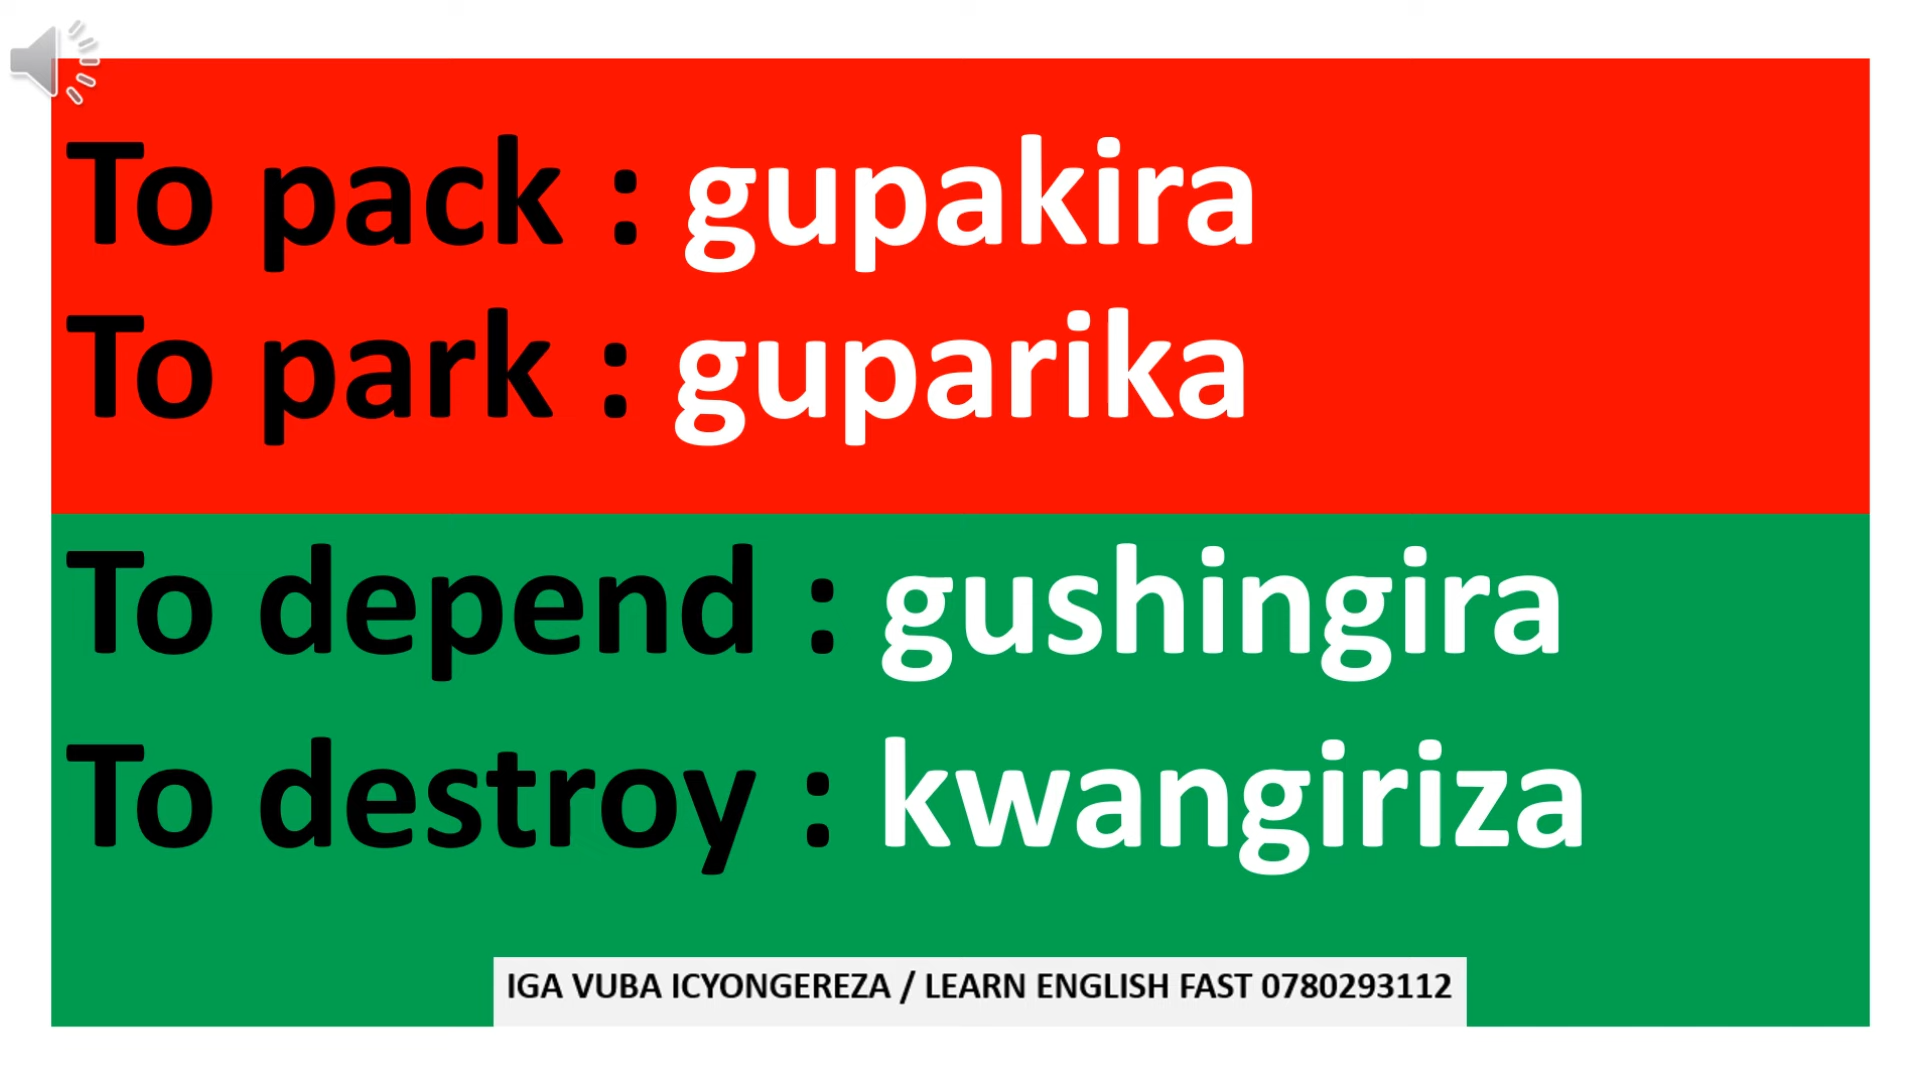 To pack : gupakira
To park : guparika
To depend : gushingira
To destroy : kwangiriza
IGA VUBA ICYONGEREZA / LEARN ENGLISH FAST 0780293112